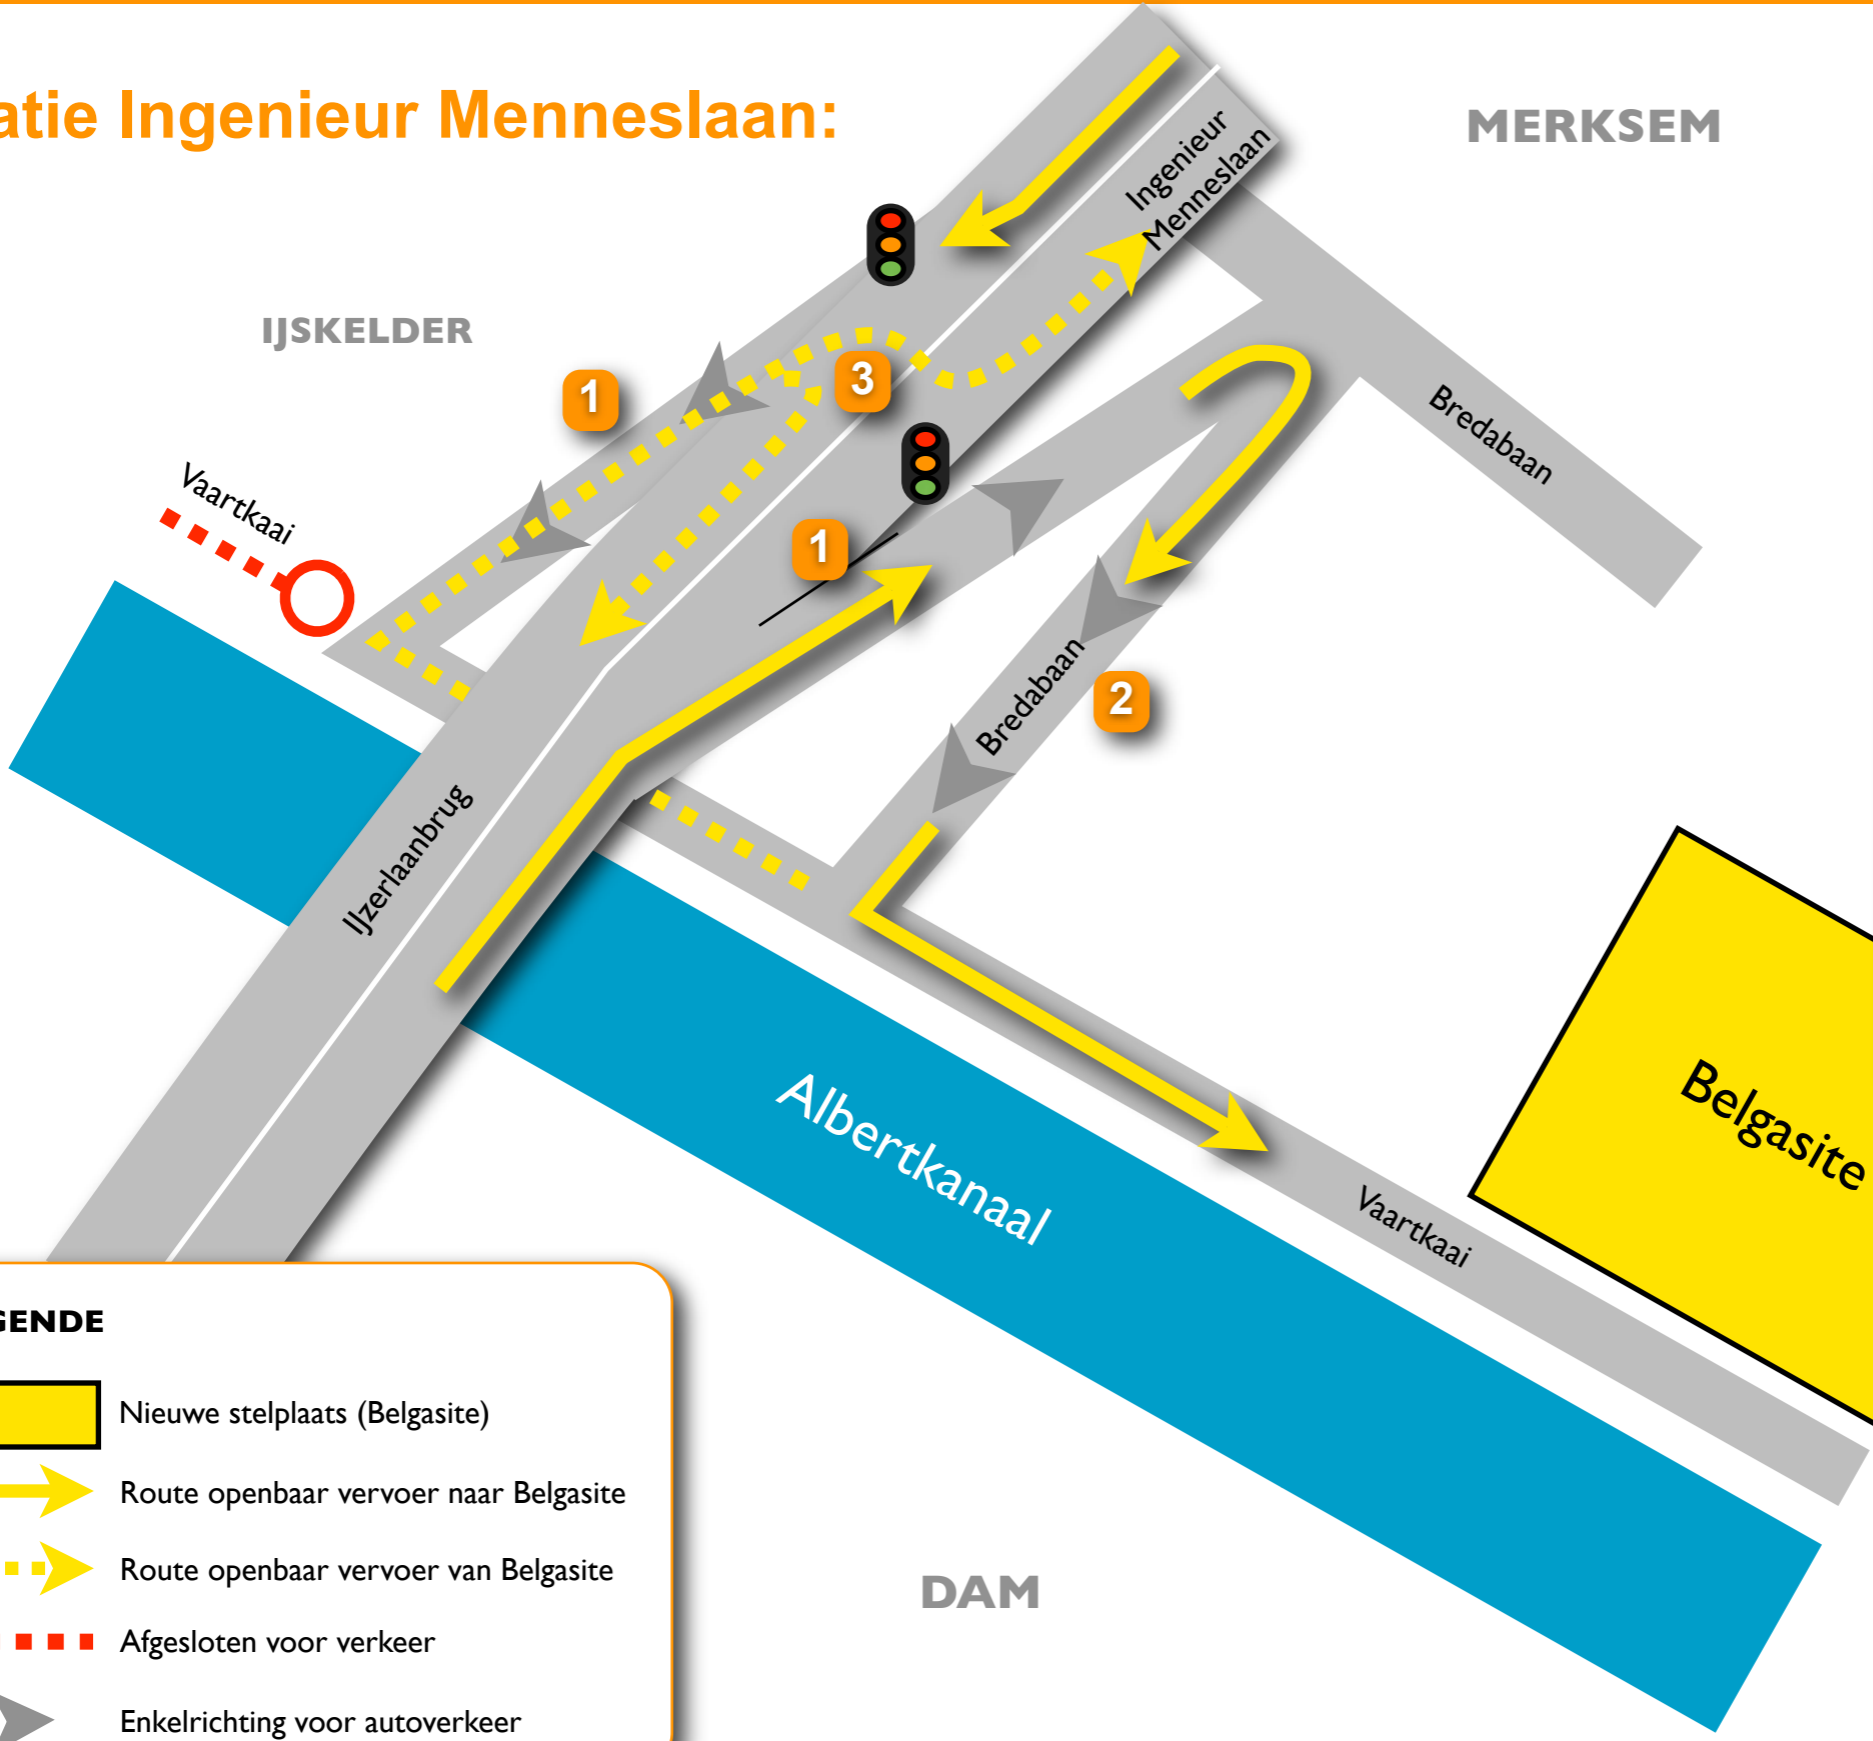 atie Ingenieur Menneslaan:
MERKSEM
Ingenieur
Menneslaan
IJSKELDER
1
3
Bredabaan
Vaartkaai
1
Bredabaan
2
IJzerlaanbrug
Belgasite
Albertkanaal
Vaartkaai
GENDE
Nieuwe stelplaats (Belgasite)
Route openbaar vervoer naar Belgasite
Route openbaar vervoer van Belgasite
DAM
Afgesloten voor verkeer
Enkelrichting voor autoverkeer